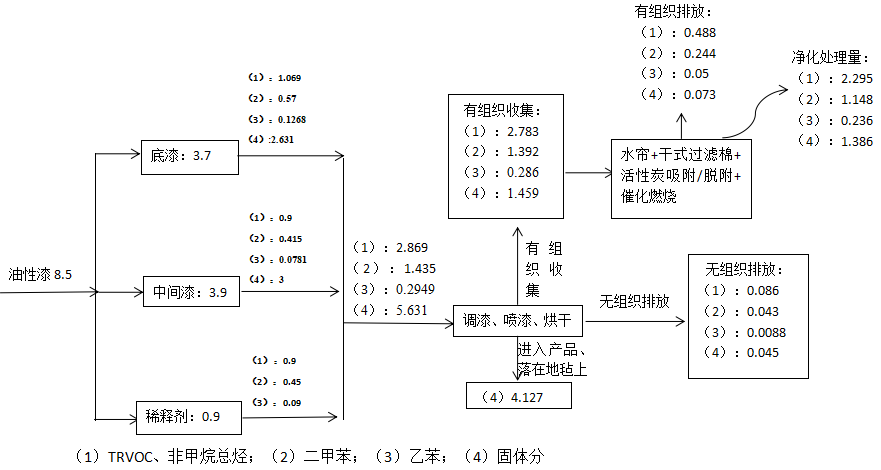 有组织排放：
（1）：0.488
（2）：0.244
（3）：0.05
（4）：0.073
净化处理量：
（1）：2.295
（2）：1.148
（3）：0.236
（4）：1.386
（1）：1.069
（2）：0.57
（3）：0.1268
（4）:2.631
有组织收集：
（1）：2.783
（2）：1.392
（3）：0.286
（4）：1.459
底漆：3.7
水帘+干式过滤棉+
活性炭吸附/脱附+
催化燃烧
（1）：0.9
（2）：0.415
（3）：0.0781
（4）：3
油性漆 8.5
中间漆：3.9
（1）：2.869
（2）：1.435
（3）：0.2949
（4）：5.631
有 组
织 收
集
无组织排放
无组织排放：
（1）：0.086
（2）：0.043
（3）：0.0088
（4）：0.045
调漆、喷漆、烘干
进入产品、
落在地毡上
（4）4.127
（1）：0.9
（2）：0.45
（3）：0.09
稀释剂：0.9
（1）TRVOC、非甲烷总烃；（2）二甲苯；（3）乙苯；（4）固体分